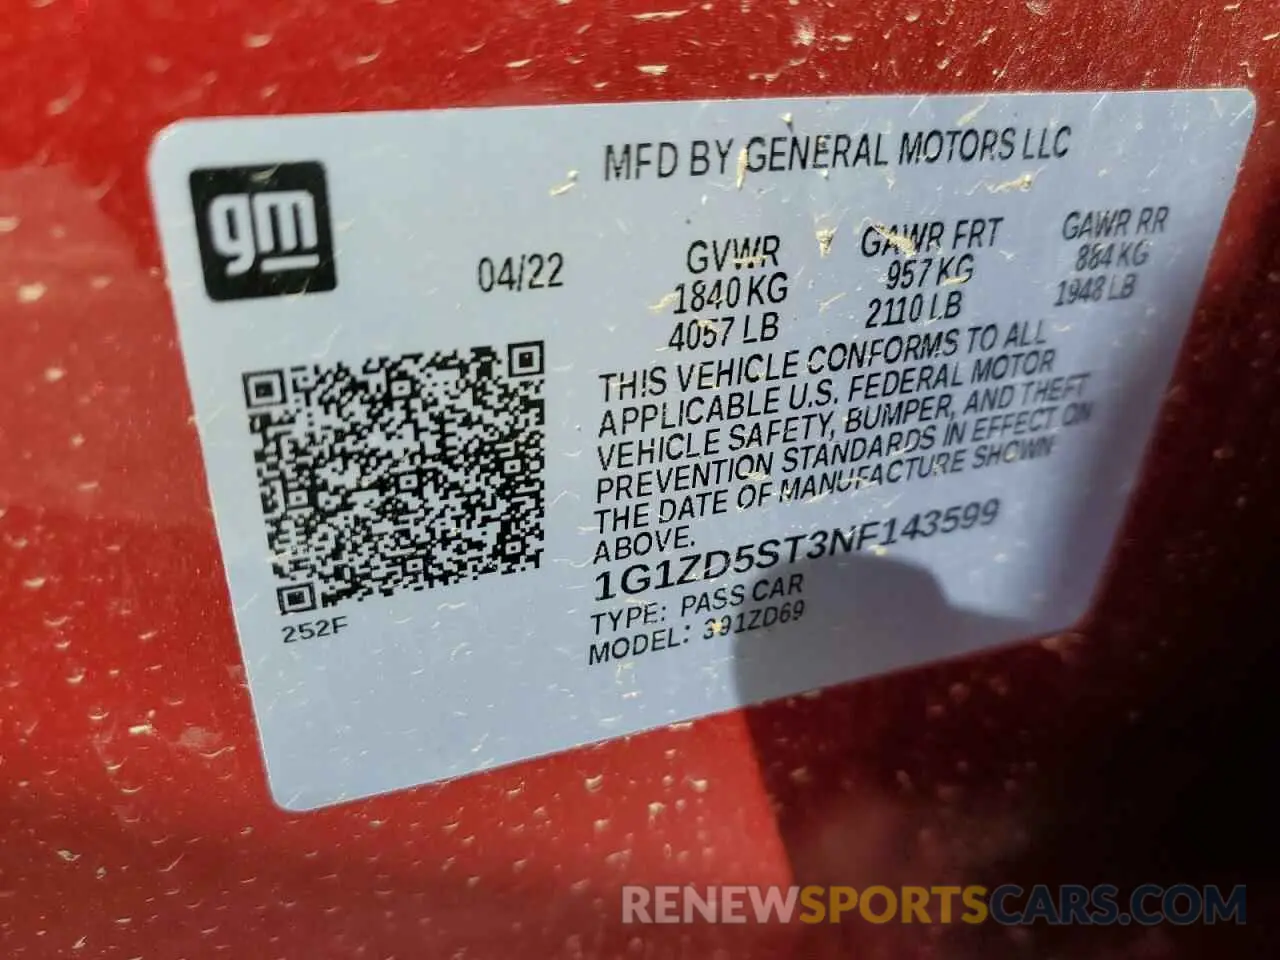 MFD BY GENERAL MOTORS LLC
gm
04/22
GVWR
1840 KG
4057 LB
GAWR FRT
957 KG
2110 LB
GAWR RR
884 KG
1948 LB
THIS VEHICLE CONFORMS TO ALL
APPLICABLE U.S. FEDERAL MOTOR
VEHICLE SAFETY, BUMPER, AND THEFT
PREVENTION STANDARDS IN EFFECT ON
THE DATE OF MANUFACTURE SHOWN
ABOVE.
1G1ZD5ST3NF143599
TYPE: PASS CAR
MODEL: 391ZD69
252F
RENEWSPORTSCARS.COM